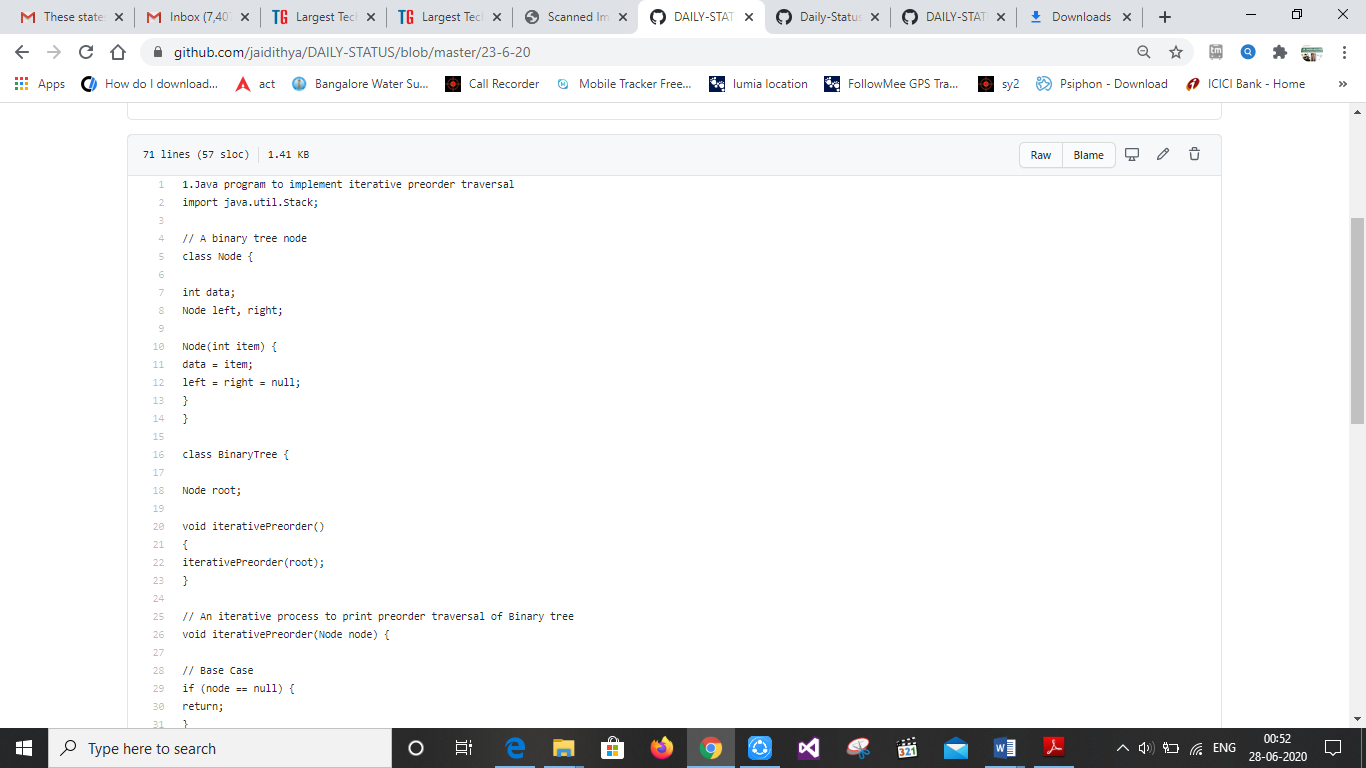 These state
Inbox (7,407
Largest Tech
Largest Tech
Scanned Im
DAILY-STAT
Daily-Status
DAILY-STAT
Downloads
github.com/jaidithya/DAILY-STATUS/blob/master/23-6-20
Apps
How do I download...
act
Bangalore Water Su...
Call Recorder
Mobile Tracker Free...
lumia location
FollowMee GPS Tra...
sy2
Psiphon - Download
ICICI Bank - Home
»
71 lines (57 sloc) 1.41 KB
Raw
Blame
1 1.Java program to implement iterative preorder traversal
2 import java.util.Stack;
3
4 // A binary tree node
5 class Node {
6
7 int data;
8 Node left, right;
9
10 Node(int item) {
11 data = item;
12 left = right = null;
13 }
14 }
15
16 class BinaryTree {
17
18 Node root;
19
20 void iterativePreorder()
21 {
22 iterativePreorder(root);
23 }
24
25 // An iterative process to print preorder traversal of Binary tree
26 void iterativePreorder(Node node) {
27
28 // Base Case
29 if (node == null) {
30 return;
31 }
Type here to search
ENG
00:52
28-06-2020